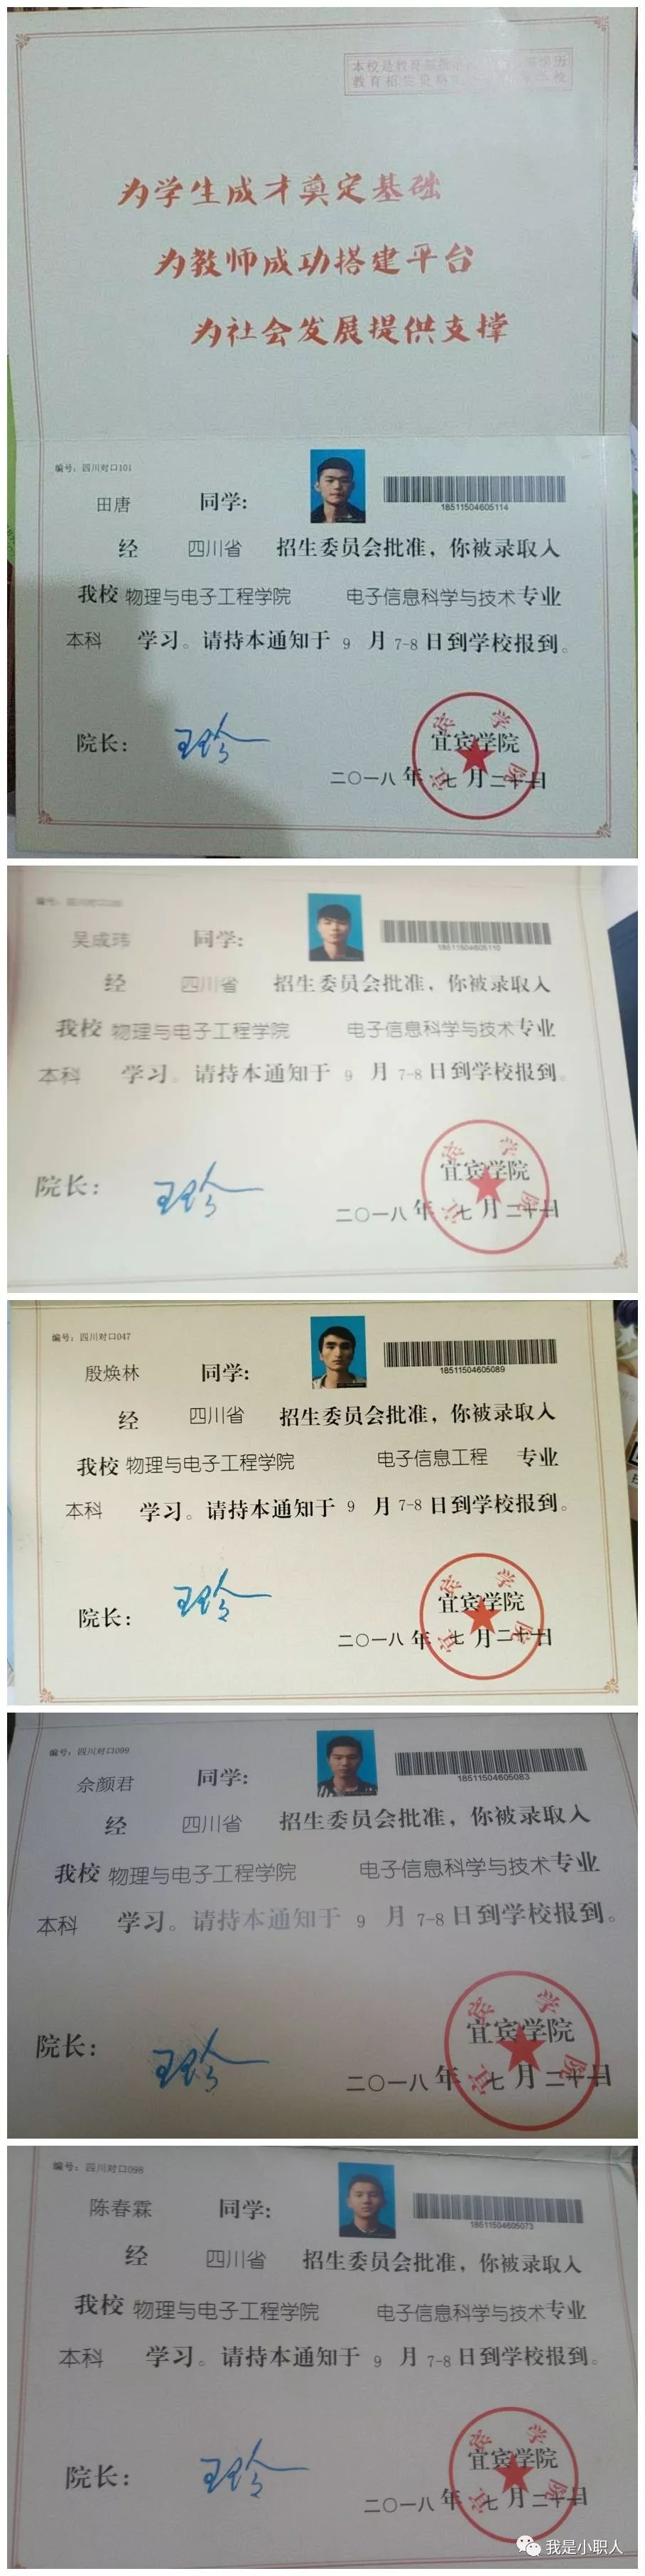 为学生成才奠定基础
为教师成功搭建平台
为社会发展提供支撑
编号：四川对口101
18511504605114
田唐 同学：
经 四川省 招生委员会批准，你被录取入
我校 物理与电子工程学院 电子信息科学与技术 专业
本科 学习。请持本通知于 9 月 7-8 日到学校报到。
院长：
宜宾学院
二〇一八 年 七 月 二十一日
18511504605110
吴成玮 同学：
经 四川省 招生委员会批准，你被录取入
我校 物理与电子工程学院 电子信息科学与技术 专业
本科 学习。请持本通知于 9 月 7-8 日到学校报到。
院长：
宜宾学院
二〇一八 年 七 月 二十一日
编号：四川对口047
18511504605089
殷焕林 同学：
经 四川省 招生委员会批准，你被录取入
我校 物理与电子工程学院 电子信息工程 专业
本科 学习。请持本通知于 9 月 7-8 日到学校报到。
院长：
宜宾学院
二〇一八 年 七 月 二十一日
编号：四川对口099
18511504605083
佘颜君 同学：
经 四川省 招生委员会批准，你被录取入
我校 物理与电子工程学院 电子信息科学与技术 专业
本科 学习。请持本通知于 9 月 7-8 日到学校报到。
院长：
宜宾学院
二〇一八 年 七 月 二十一日
编号：四川对口098
18511504605073
陈春霖 同学：
经 四川省 招生委员会批准，你被录取入
我校 物理与电子工程学院 电子信息科学与技术 专业
本科 学习。请持本通知于 9 月 7-8 日到学校报到。
院长：
宜宾学院
二〇一八 年 七 月 二十一日
我是小职人